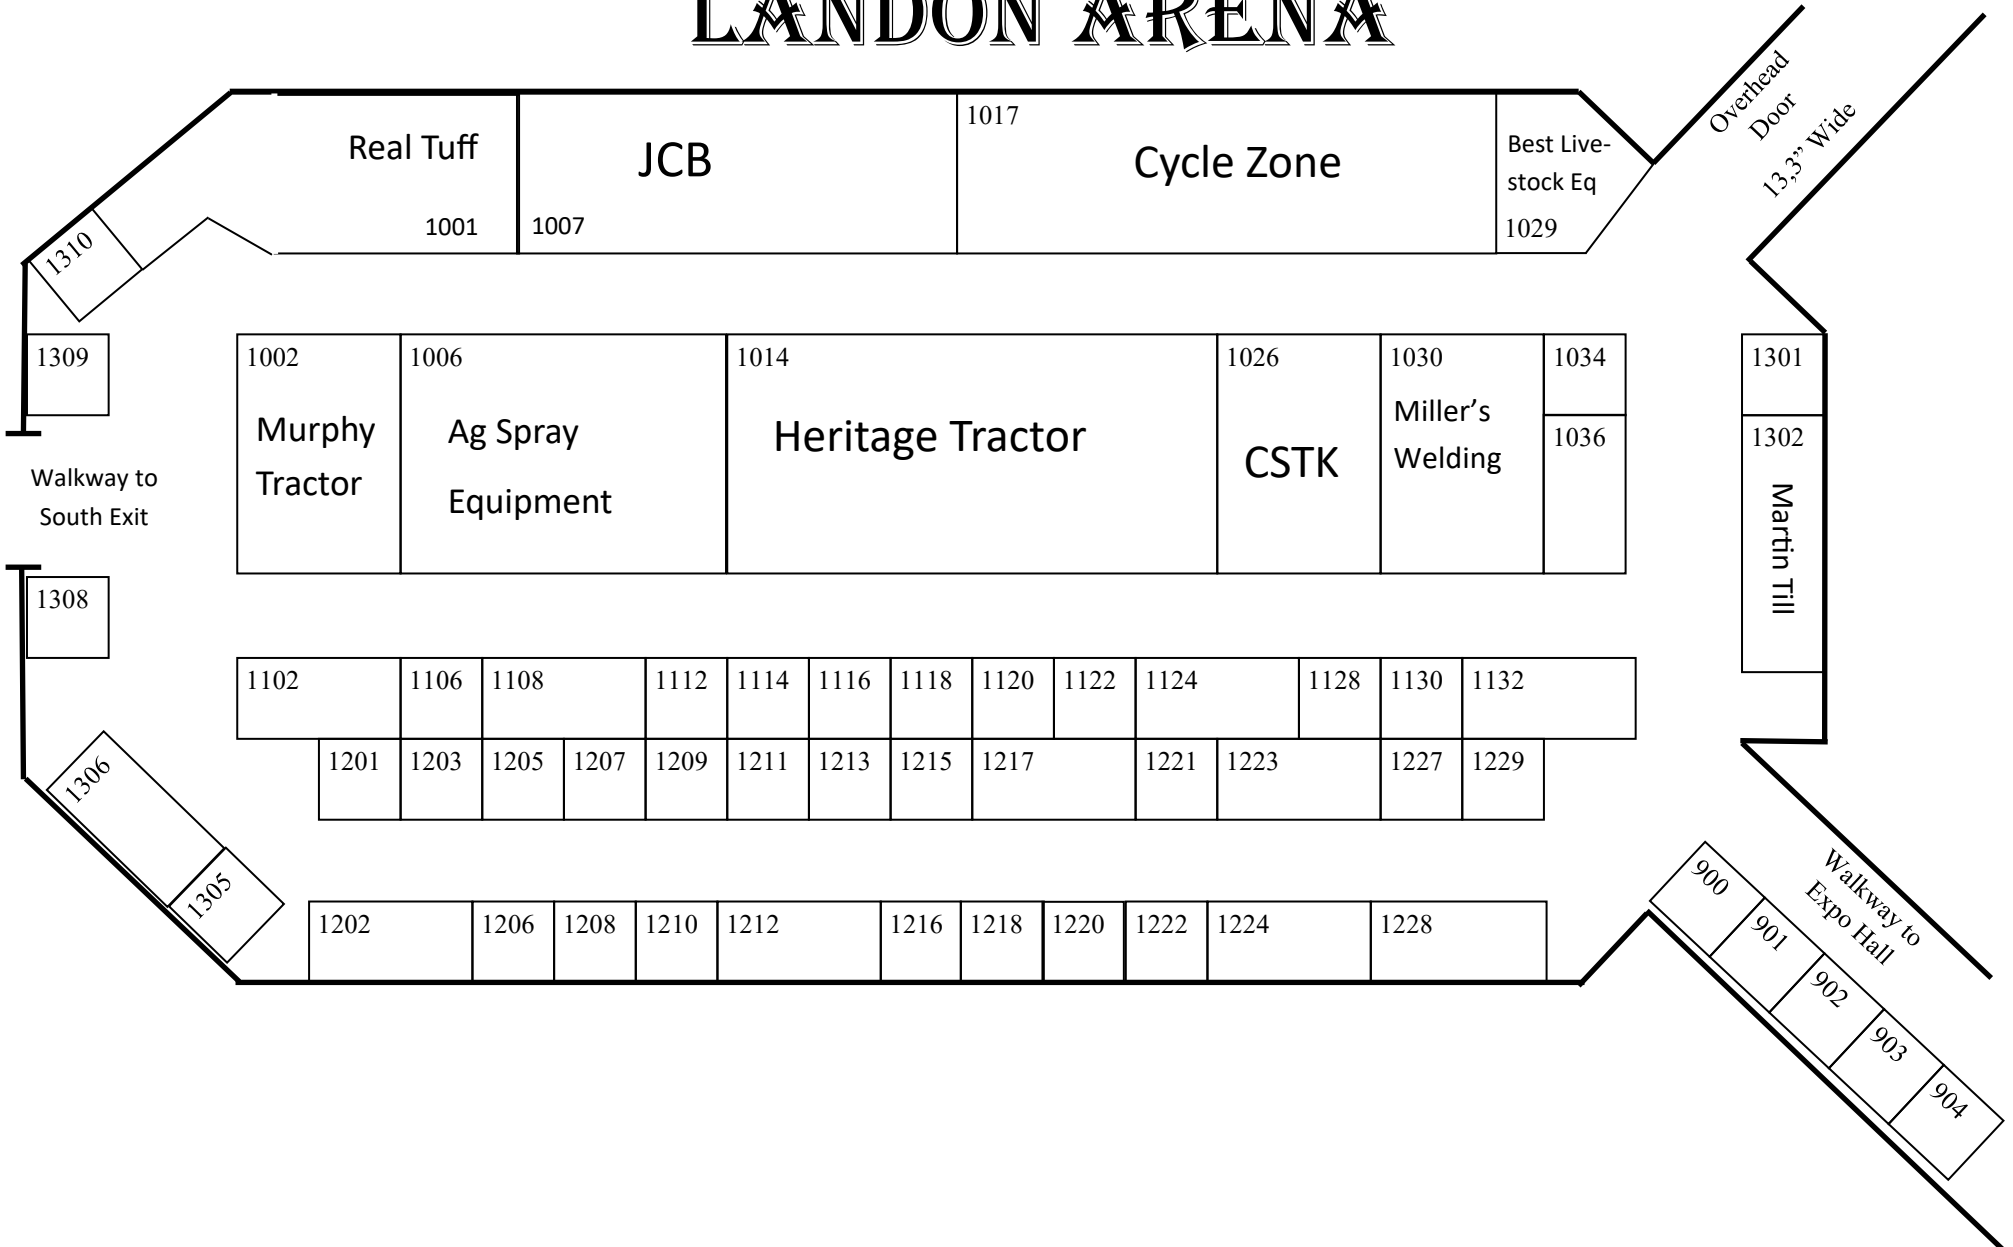 LANDON ARENA
Overhead
Door
13,3” Wide
Real Tuff
1001
JCB
1007
1017
Cycle Zone
Best Live-
stock Eq
1029
1310
1309
1002
Murphy
Tractor
1006
Ag Spray
Equipment
1014
Heritage Tractor
1026
CSTK
1030
Miller’s
Welding
1034
1036
1301
1302
Martin Till
Walkway to
South Exit
1308
1102
1106
1108
1112
1114
1116
1118
1120
1122
1124
1128
1130
1132
1201
1203
1205
1207
1209
1211
1213
1215
1217
1221
1223
1227
1229
1306
1305
1202
1206
1208
1210
1212
1216
1218
1220
1222
1224
1228
Walkway to
Expo Hall
900
901
902
903
904